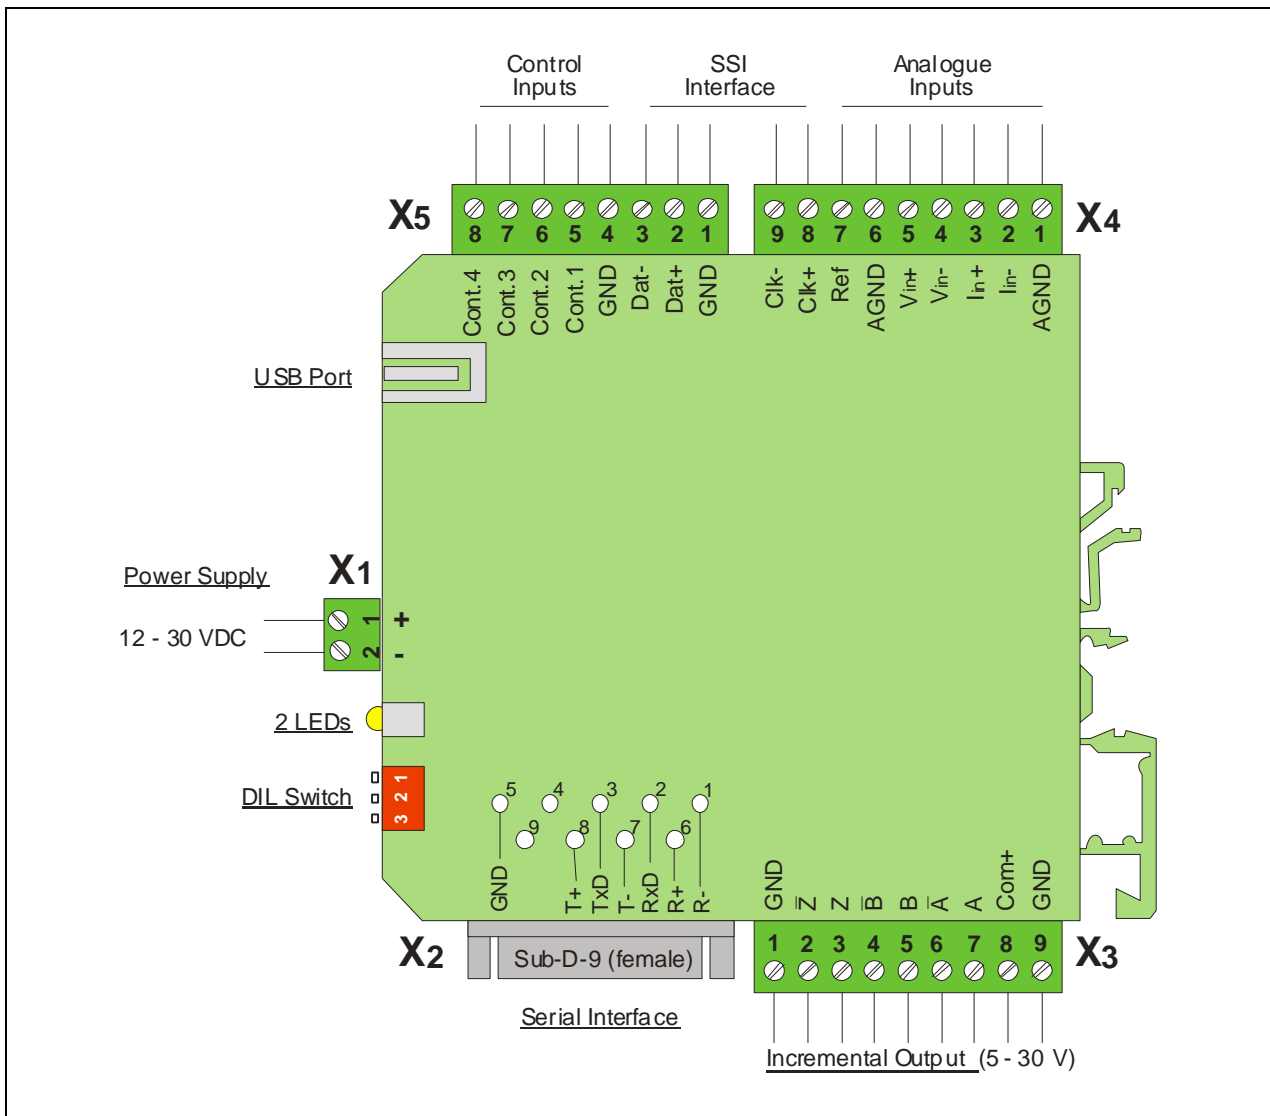 Control
Inputs
SSI
Interface
Analogue
Inputs
X5
8 7 6 5 4 3 2 1
9 8 7 6 5 4 3 2 1
X4
Cont.4
Cont.3
Cont.2
Cont.1
GND
Dat-
Dat+
GND
Clk-
Clk+
Ref
AGND
Vin+
Vin-
Iin+
Iin-
AGND
USB Port
Power Supply
X1
12 - 30 VDC
1 +
2 -
2 LEDs
DIL Switch
1
2
3
5 4 3 2 1
9 8 7 6
GND
T+
TxD
T-
RxD
R+
R-
GND
Z̅
Z
B̅
B
A̅
A
Com+
GND
X2
Sub-D-9 (female)
1 2 3 4 5 6 7 8 9
X3
Serial Interface
Incremental Output (5 - 30 V)